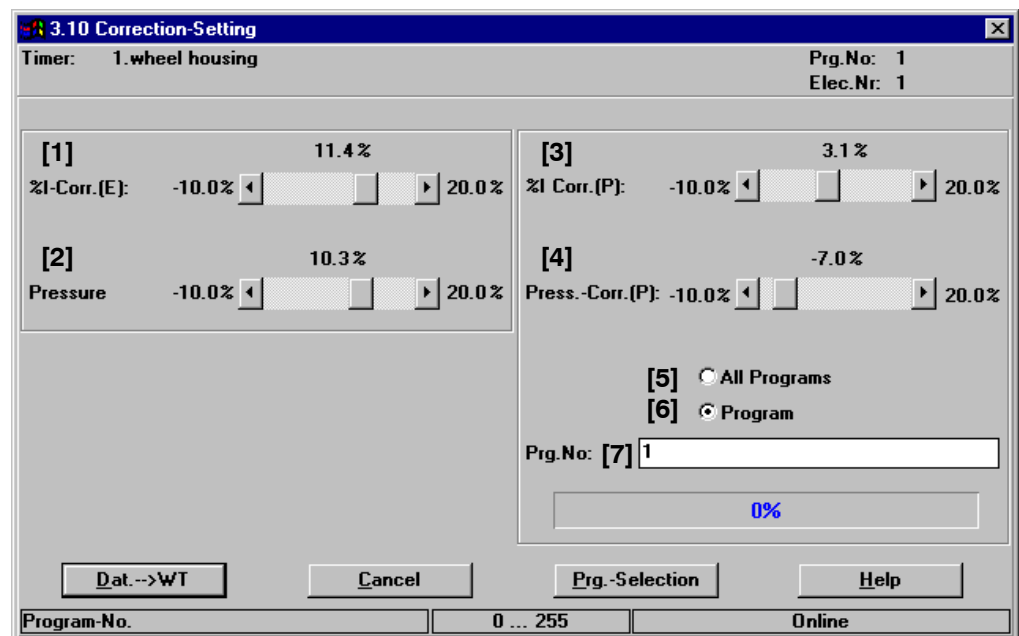 3.10 Correction-Setting
Timer: 1.wheel housing Prg.No: 1
Elec.Nr: 1
[1] 11.4%
%I-Corr.(E): -10.0% 20.0%
[2] 10.3%
Pressure -10.0% 20.0%
[3] 3.1%
%I Corr.(P): -10.0% 20.0%
[4] -7.0%
Press.-Corr.(P): -10.0% 20.0%
[5] All Programs
[6] Program
Prg.No: [7] 1
0%
Dat.-->WT Cancel Prg.-Selection Help
Program-No. 0 ... 255 Online